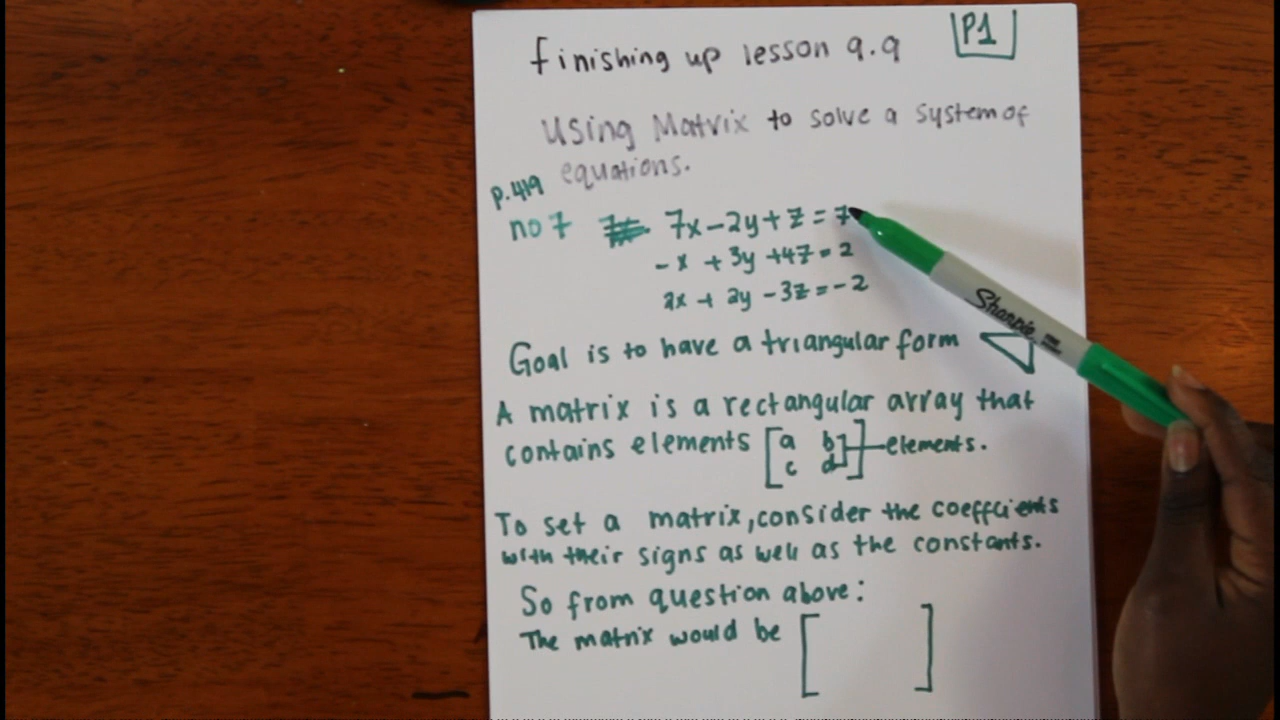 finishing up lesson 9.9
P1
Using Matrix to solve a system of
equations.
p.419
no 7 7x-2y+z=7
-x +3y +4z=2
2x + 2y -3z=-2
Goal is to have a triangular form
A matrix is a rectangular array that
contains elements [a b
c d] elements.
To set a matrix, consider the coeffcients
with their signs as well as the constants.
So from question above:
The matrix would be [ ]
Sharpie